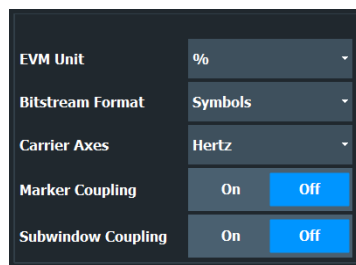 EVM Unit % 
Bitstream Format Symbols
Carrier Axes Hertz
Marker Coupling On Off
Subwindow Coupling On Off